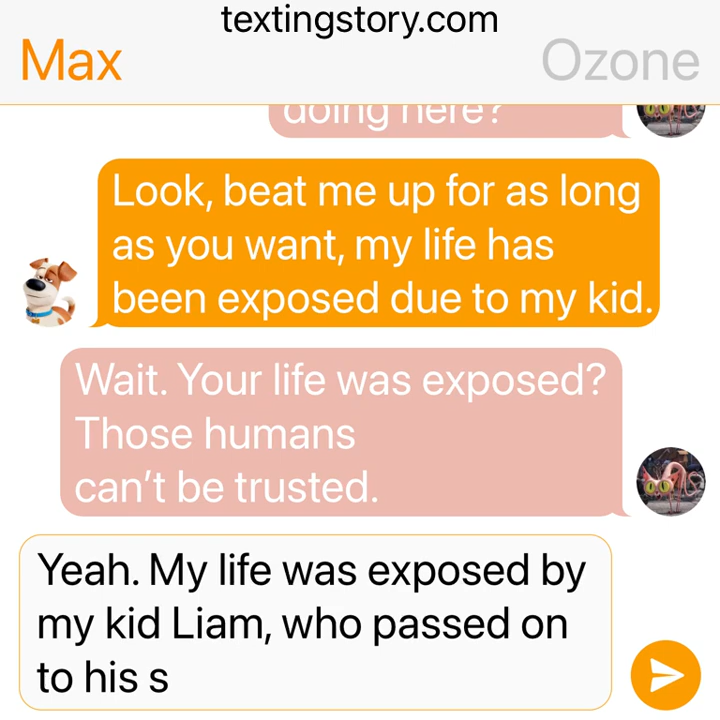 textingstory.com
Max
Ozone
doing here?
Look, beat me up for as long
as you want, my life has
been exposed due to my kid.
Wait. Your life was exposed?
Those humans
can't be trusted.
Yeah. My life was exposed by
my kid Liam, who passed on
to his s